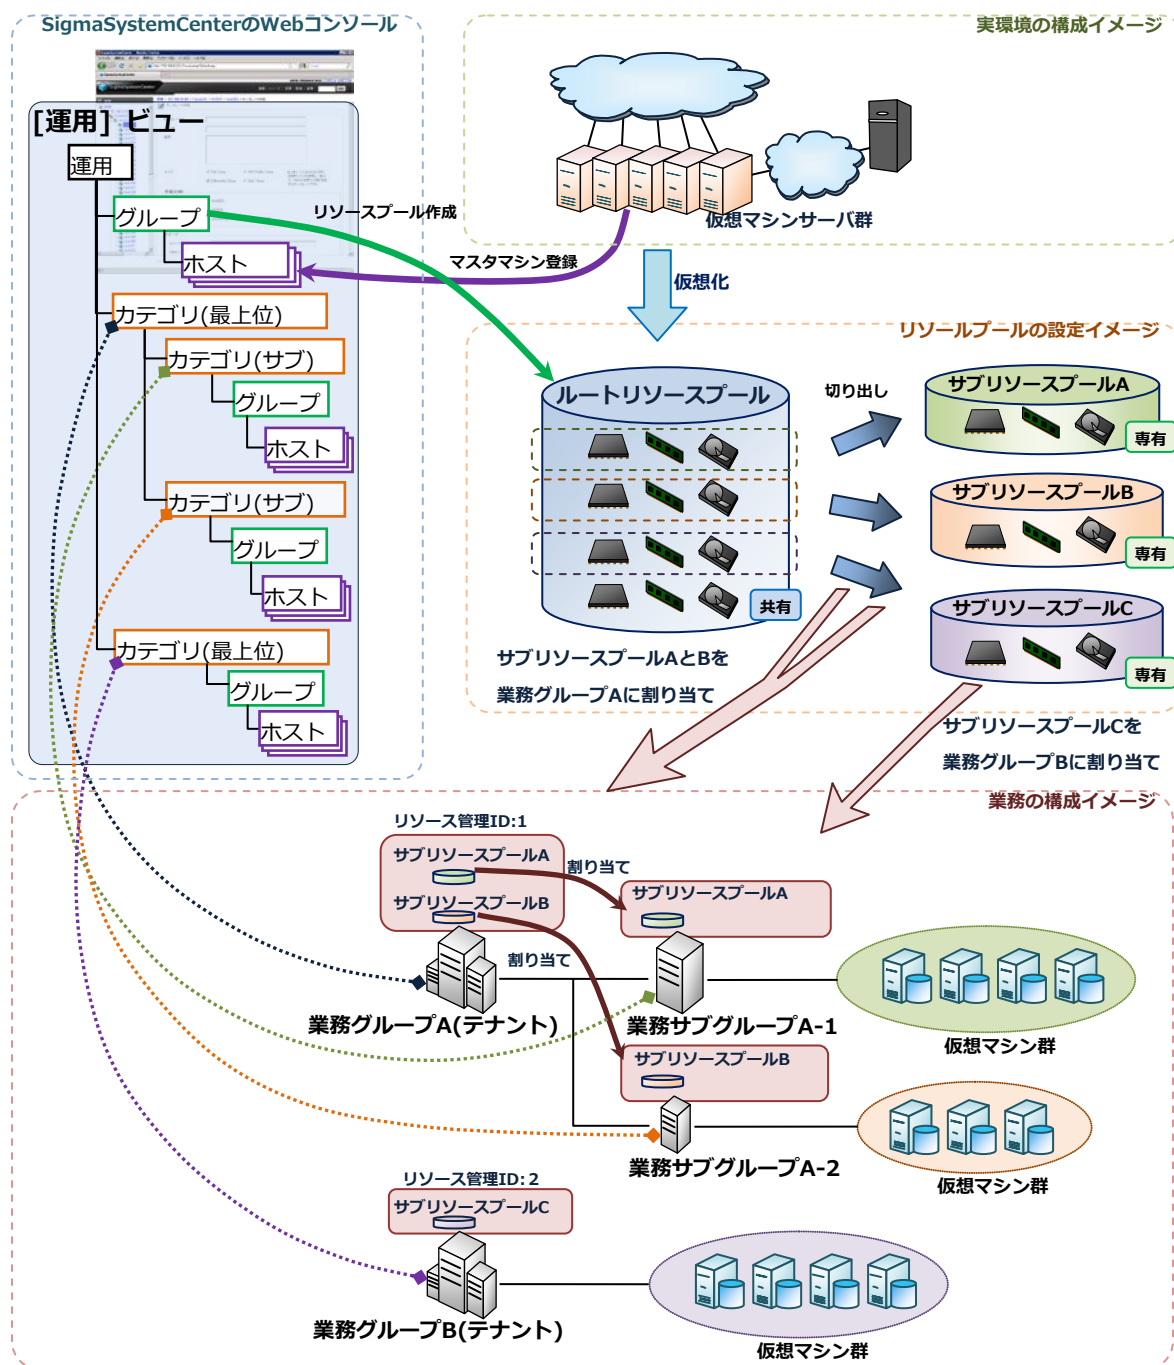 SigmaSystemCenterのWebコンソール
[運用] ビュー
運用
グループ
ホスト
カテゴリ(最上位)
カテゴリ(サブ)
グループ
ホスト
カテゴリ(サブ)
グループ
ホスト
カテゴリ(最上位)
グループ
ホスト
実環境の構成イメージ
仮想マシンサーバ群
リソースプール作成
マスタマシン登録
仮想化
リソールプールの設定イメージ
ルートリソースプール
共有
切り出し
サブリソースプールA
専有
サブリソースプールB
専有
サブリソースプールC
専有
サブリソースプールAとBを
業務グループAに割り当て
サブリソースプールCを
業務グループBに割り当て
業務の構成イメージ
リソース管理ID:1
サブリソースプールA
サブリソースプールB
割り当て
割り当て
サブリソースプールA
業務グループA(テナント)
業務サブグループA-1
仮想マシン群
サブリソースプールB
業務サブグループA-2
仮想マシン群
リソース管理ID:2
サブリソースプールC
業務グループB(テナント)
仮想マシン群